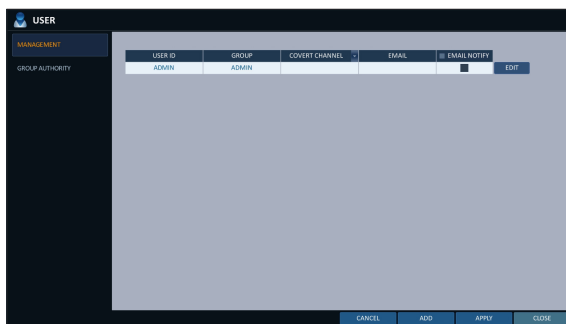 USER
MANAGEMENT
GROUP AUTHORITY
USER ID GROUP COVERT CHANNEL EMAIL EMAIL NOTIFY
ADMIN ADMIN EDIT
CANCEL ADD APPLY CLOSE